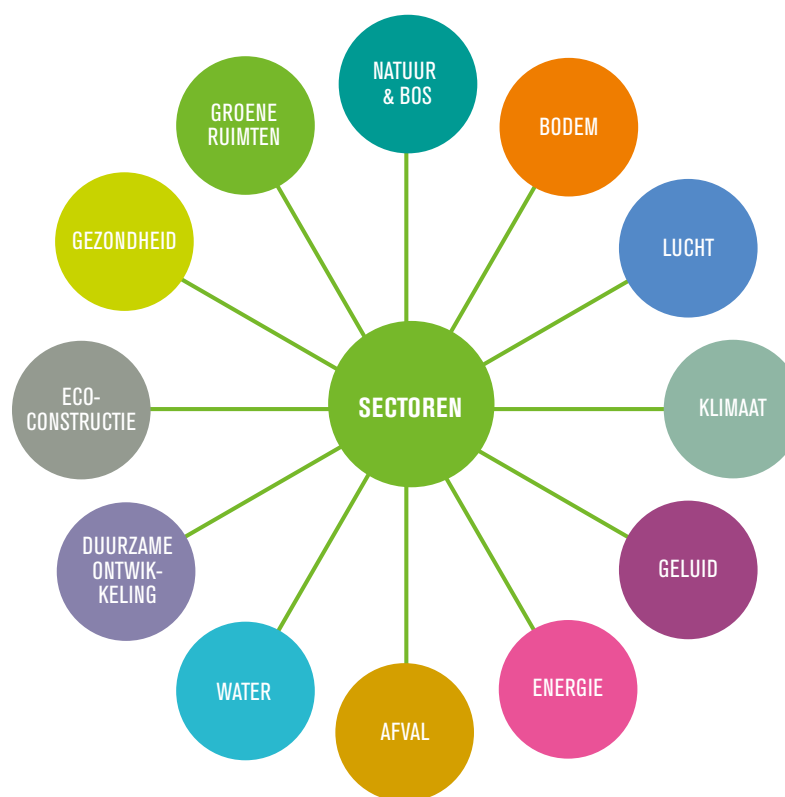 NATUUR
& BOS
BODEM
LUCHT
KLIMAAT
GELUID
ENERGIE
AFVAL
WATER
DUURZAME
ONTWIK-
KELING
ECO-
CONSTRUCTIE
GEZONDHEID
GROENE
RUIMTEN
SECTOREN